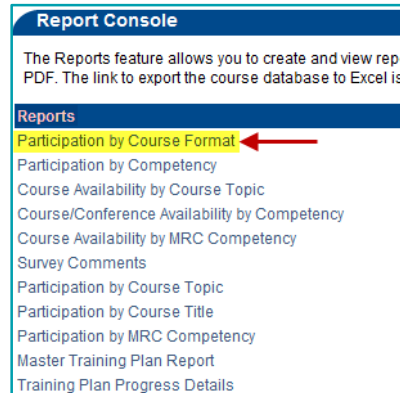 Report Console
The Reports feature allows you to create and view
PDF. The link to export the course database to Excel
Reports
Participation by Course Format
Participation by Competency
Course Availability by Course Topic
Course/Conference Availability by Competency
Course Availability by MRC Competency
Survey Comments
Participation by Course Topic
Participation by Course Title
Participation by MRC Competency
Master Training Plan Report
Training Plan Progress Details